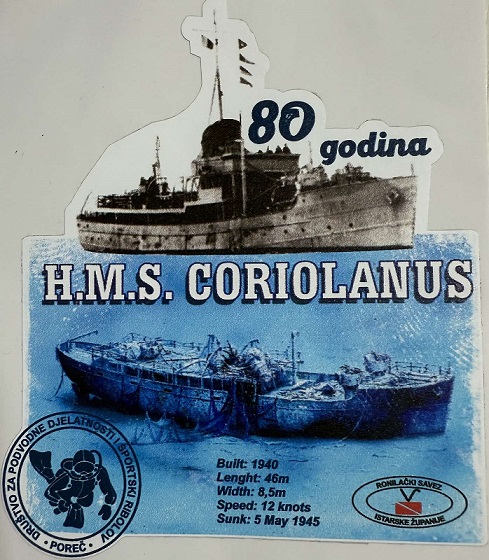 80 godina
H.M.S. CORIOLANUS
Built: 1940
Lenght: 46m
Width: 8,5m
Speed: 12 knots
Sunk: 5 May 1945
DRUŠTVO ZA PODVODNE DJELATNOSTI I SPORTSKI RIBOLOV
POREČ
RONILAČKI SAVEZ
ISTARSKE ŽUPANIJE